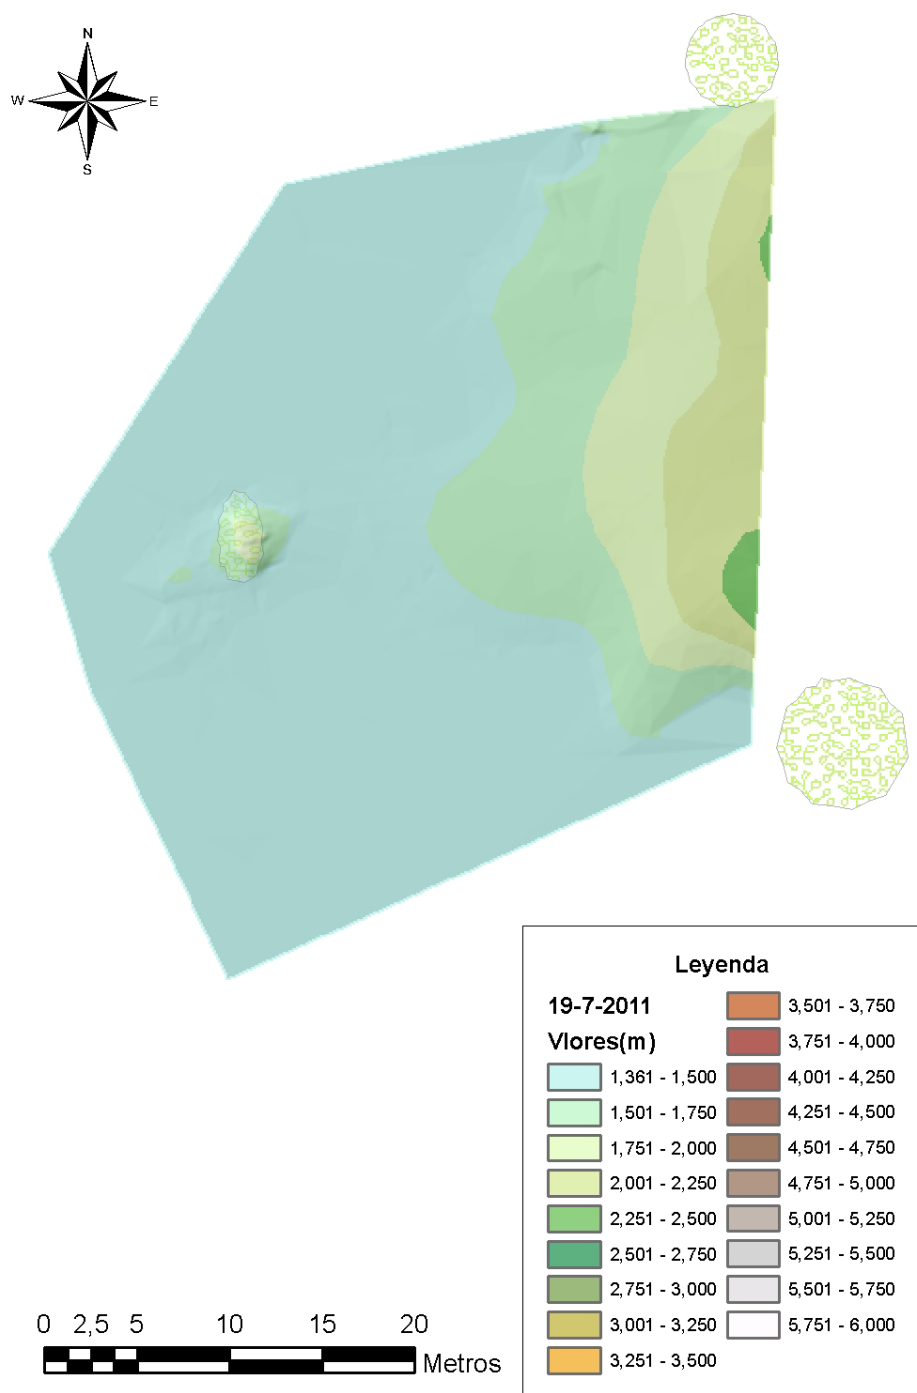 N
W E
S
Leyenda
19-7-2011
Vlores(m)
1,361 - 1,500
1,501 - 1,750
1,751 - 2,000
2,001 - 2,250
2,251 - 2,500
2,501 - 2,750
2,751 - 3,000
3,001 - 3,250
3,251 - 3,500
3,501 - 3,750
3,751 - 4,000
4,001 - 4,250
4,251 - 4,500
4,501 - 4,750
4,751 - 5,000
5,001 - 5,250
5,251 - 5,500
5,501 - 5,750
5,751 - 6,000
0 2,5 5 10 15 20
Metros